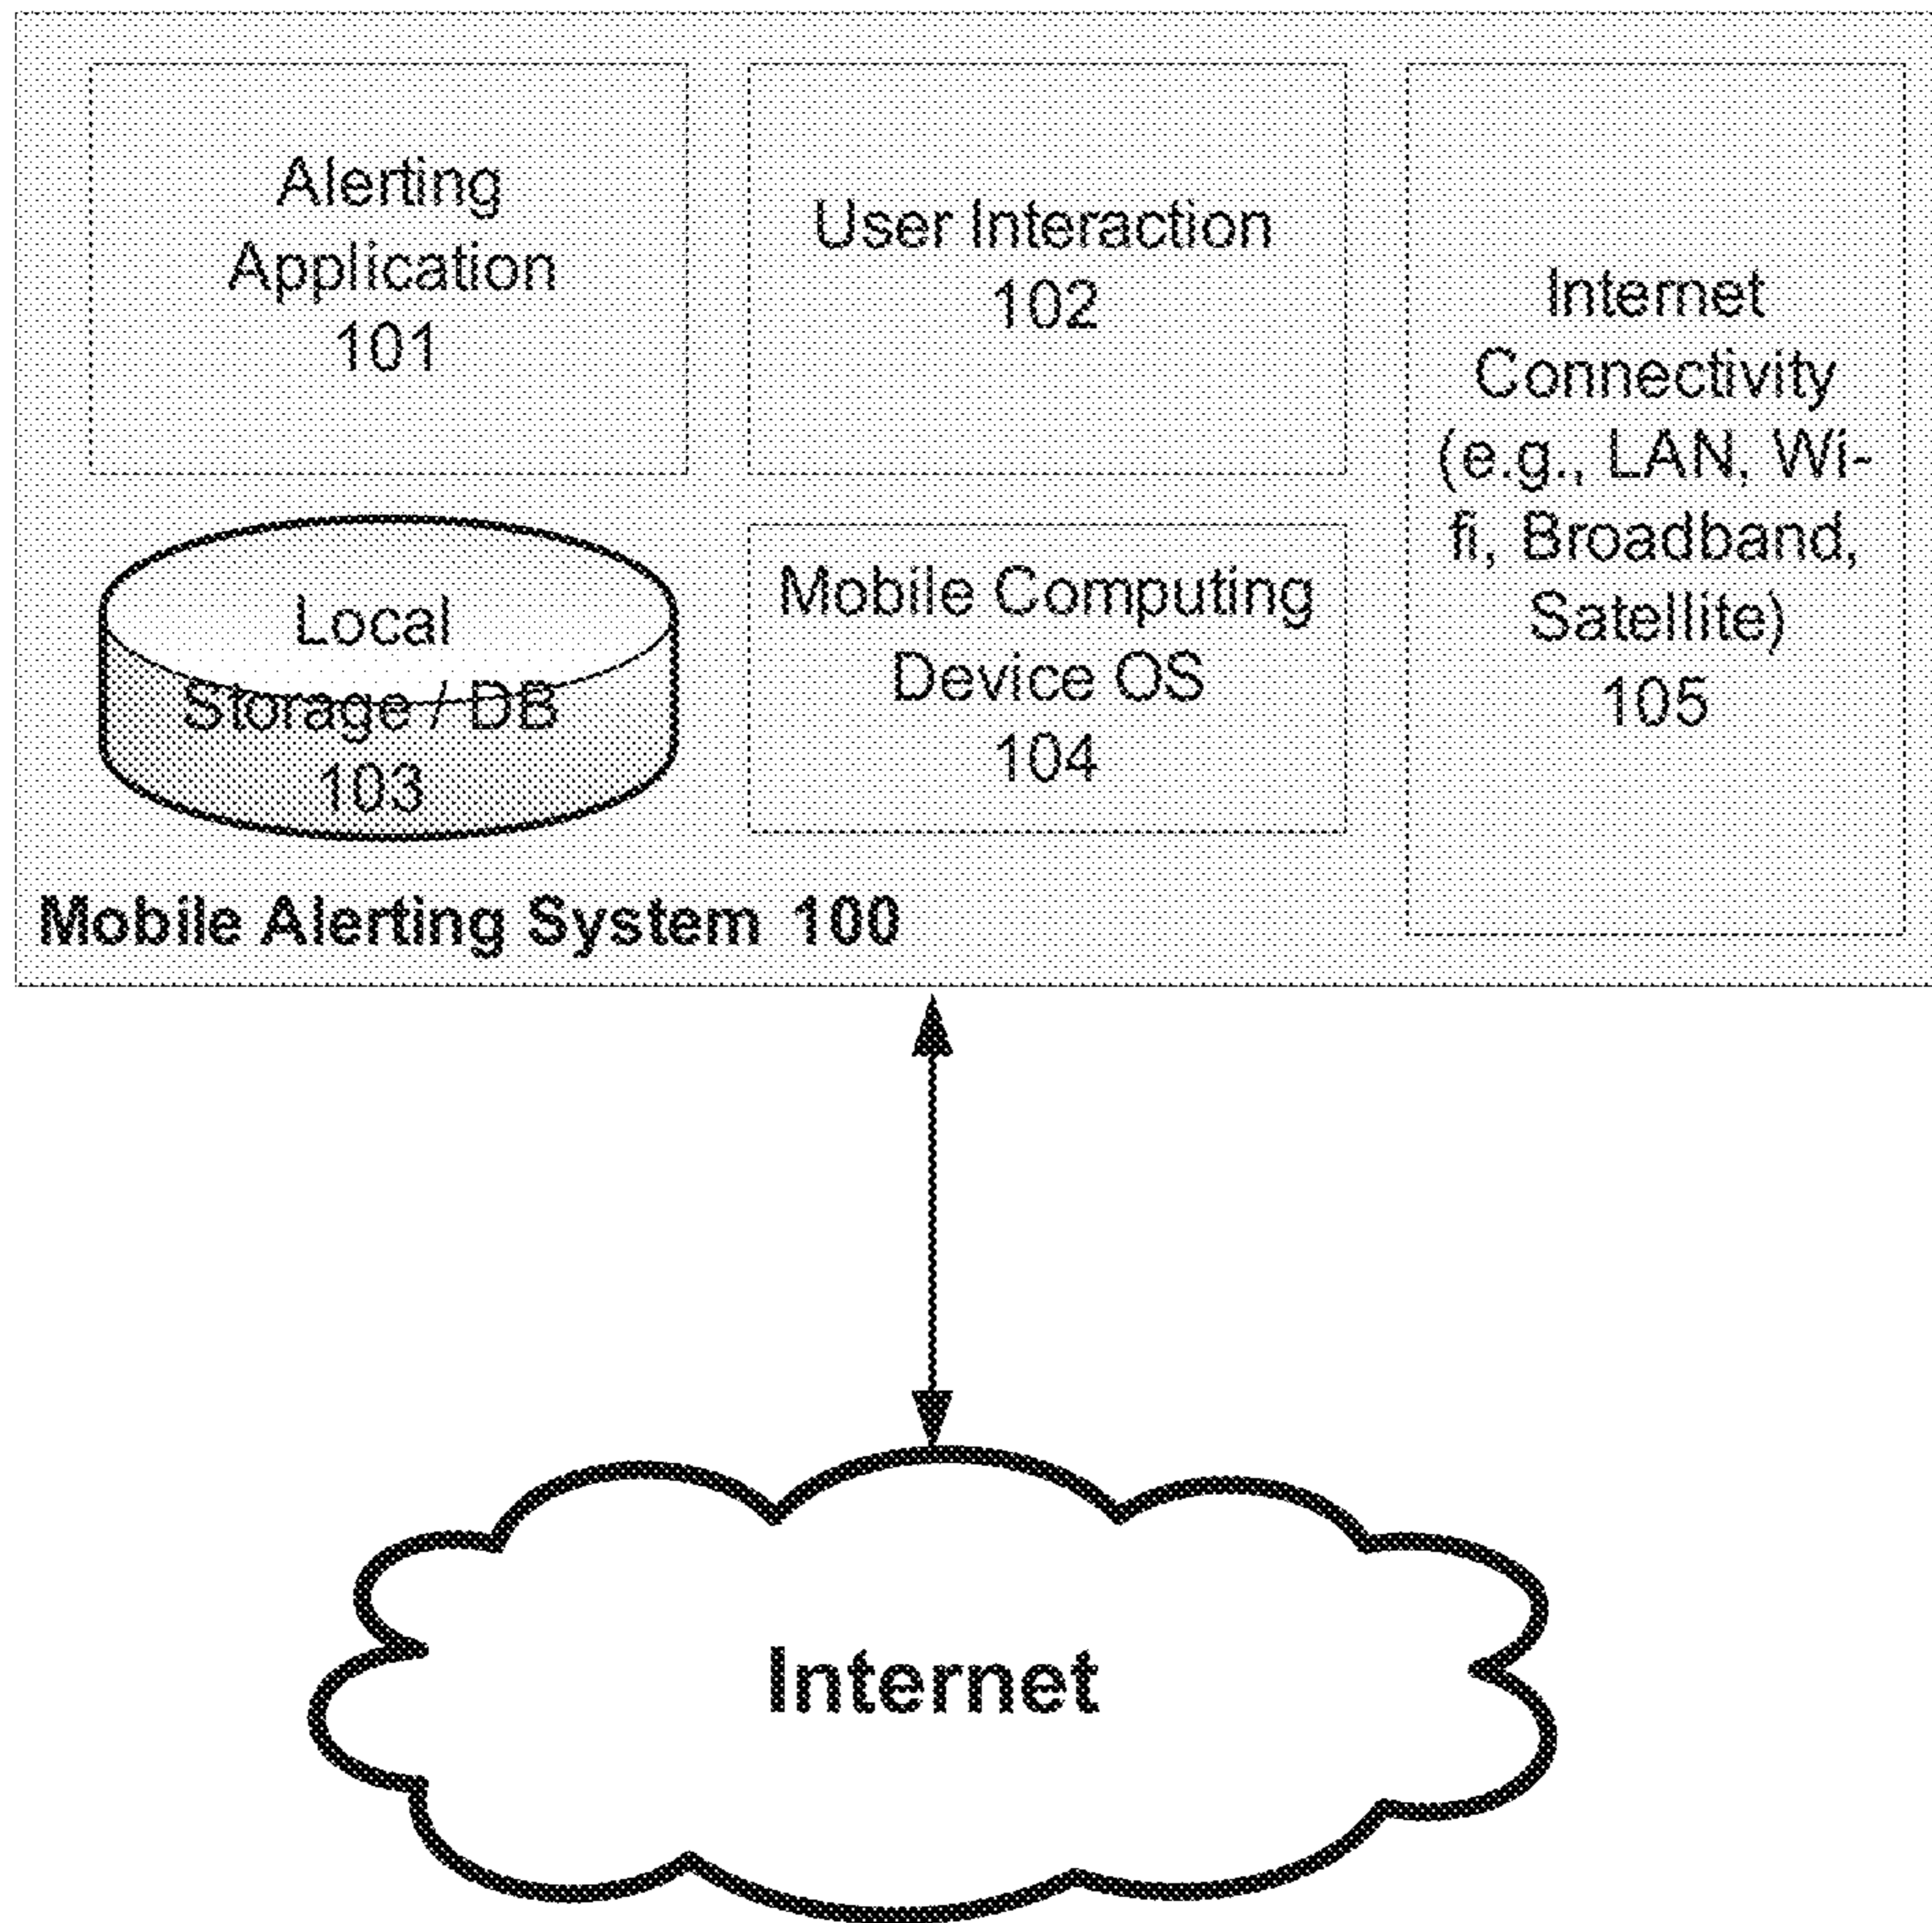 Alerting
Application
101
User Interaction
102
Internet
Connectivity
(e.g., LAN, Wi-
fi, Broadband,
Satellite)
105
Local
Storage / DB
103
Mobile Computing
Device OS
104
Mobile Alerting System 100
Internet